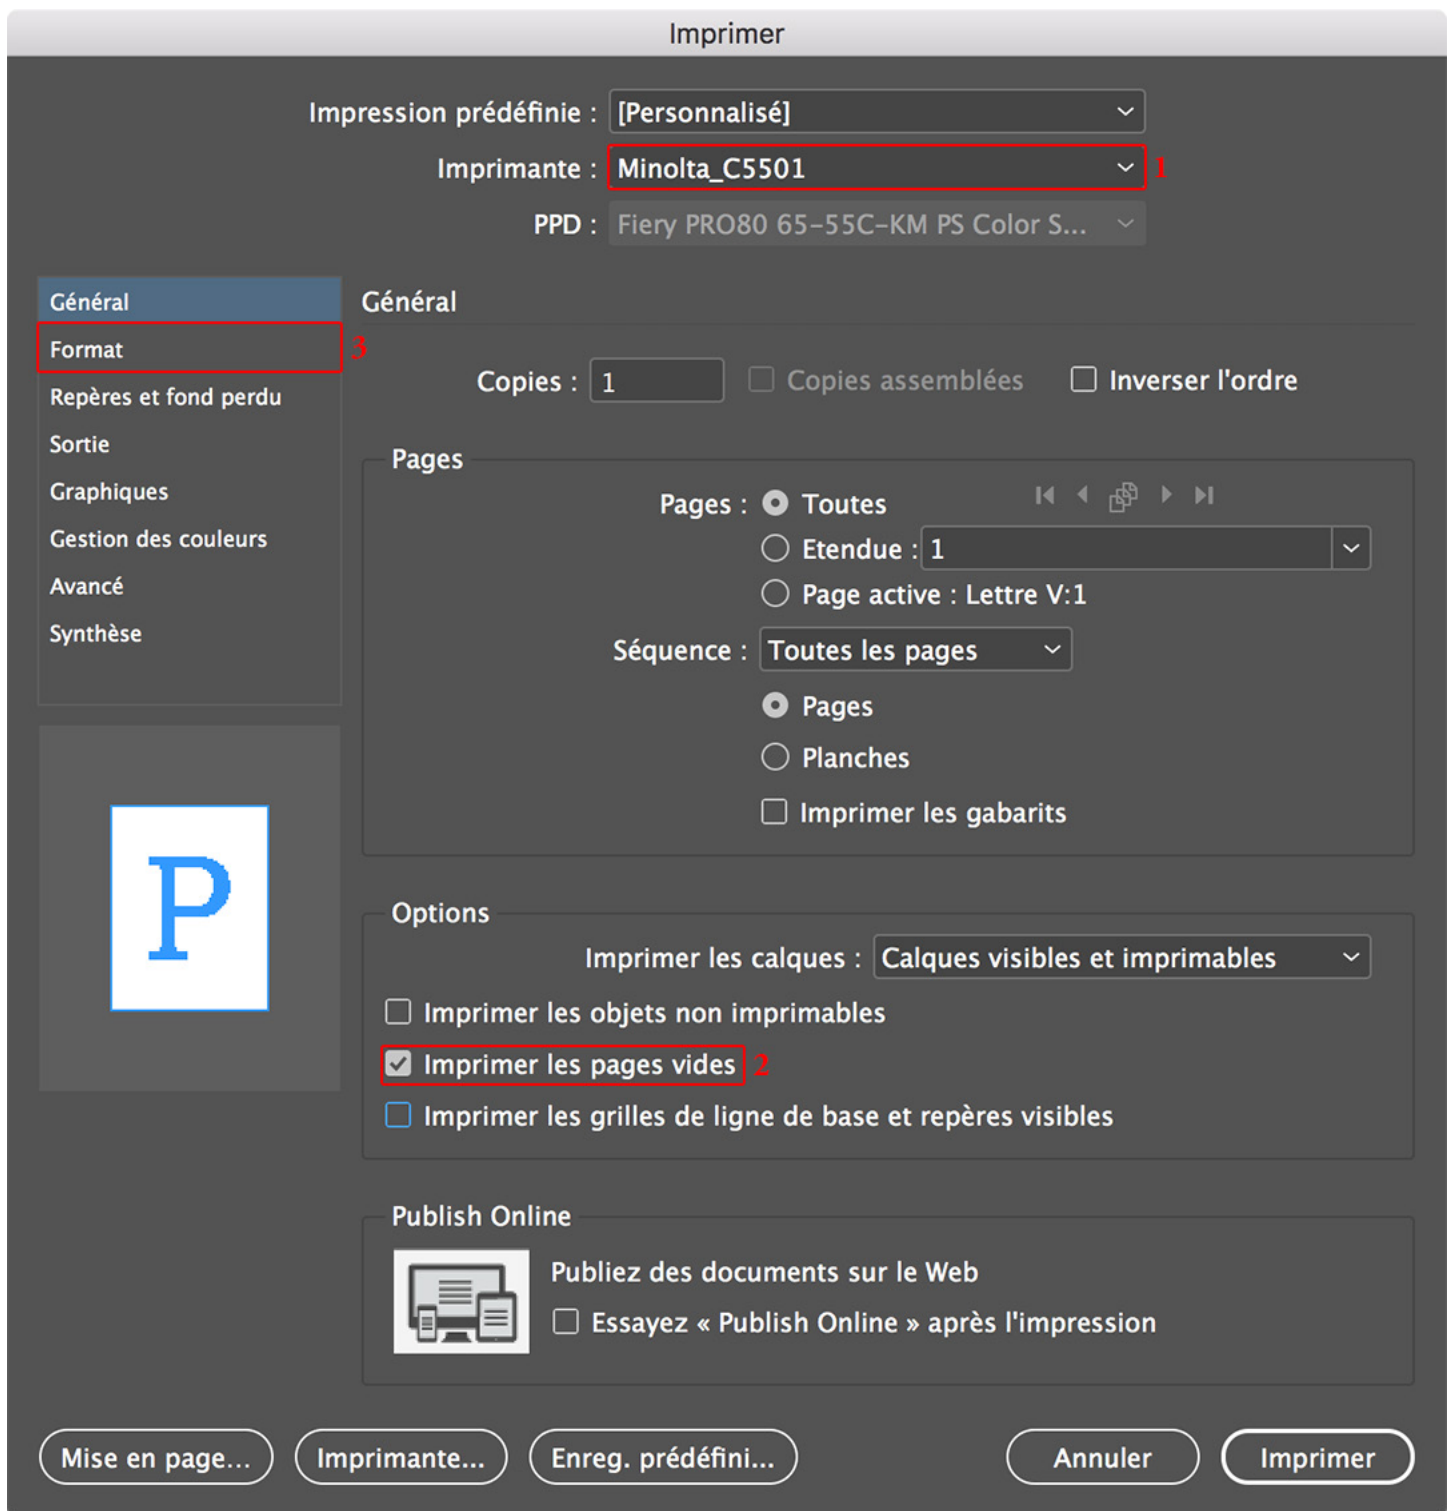 Imprimer
Impression prédéfinie : [Personnalisé]
Imprimante : Minolta_C5501 1
PPD : Fiery PRO80 65-55C-KM PS Color S...
Général
Format 3
Repères et fond perdu
Sortie
Graphiques
Gestion des couleurs
Avancé
Synthèse
P
Général
Copies : 1 Copies assemblées Inverser l'ordre
Pages
Pages : Toutes
Etendue : 1
Page active : Lettre V:1
Séquence : Toutes les pages
Pages
Planches
Imprimer les gabarits
Options
Imprimer les calques : Calques visibles et imprimables
Imprimer les objets non imprimables
Imprimer les pages vides 2
Imprimer les grilles de ligne de base et repères visibles
Publish Online
Publiez des documents sur le Web
Essayez « Publish Online » après l'impression
Mise en page... Imprimante... Enreg. prédéfini... Annuler Imprimer